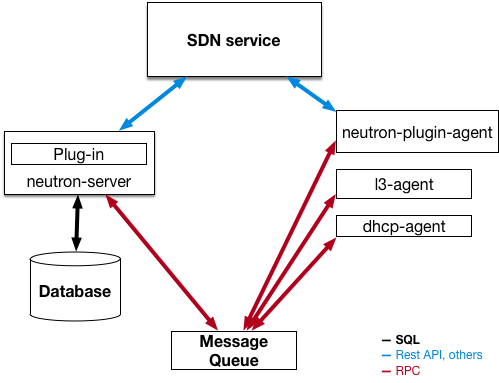 SDN service
neutron-plugin-agent
Plug-in
neutron-server
l3-agent
dhcp-agent
Database
Message
Queue
SQL
Rest API, others
RPC